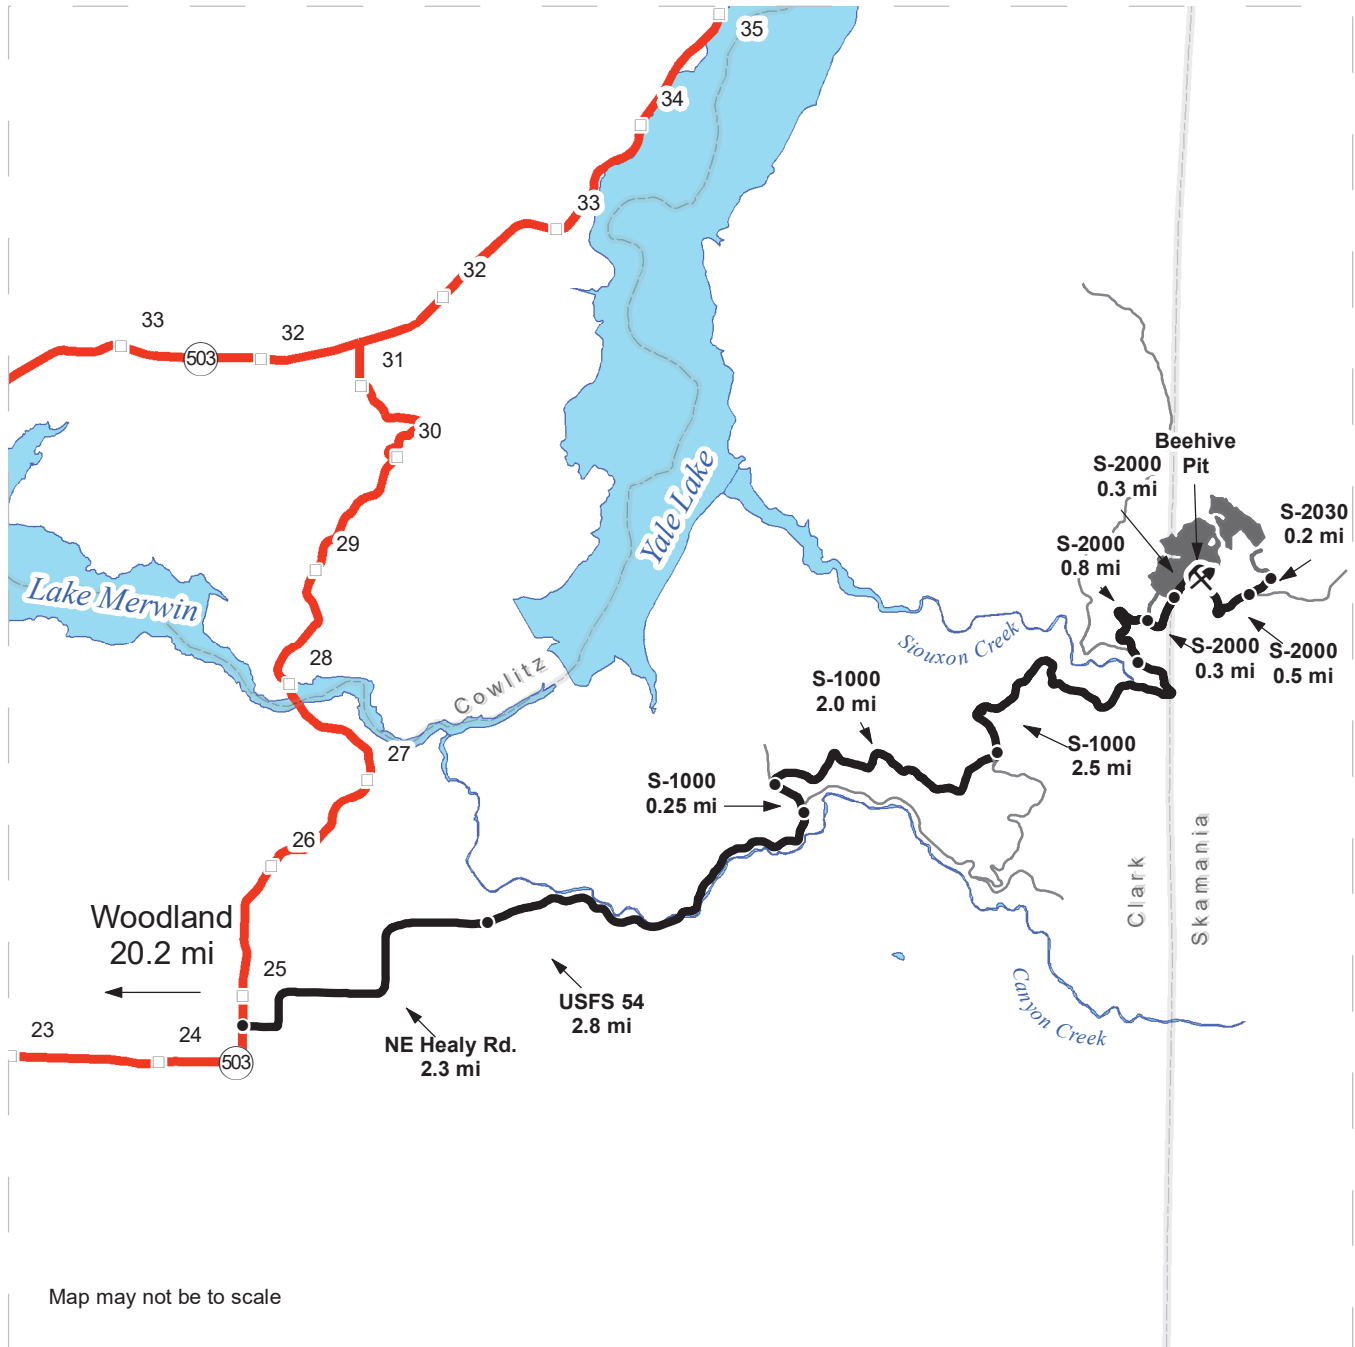 35
34
33
32
33
32
503
31
30
Beehive
Pit
S-2000
0.3 mi
S-2030
0.2 mi
S-2000
0.8 mi
29
Yale Lake
Lake Merwin
Siouxon Creek
S-2000
0.3 mi
S-2000
0.5 mi
28
Cowlitz
S-1000
2.0 mi
27
S-1000
2.5 mi
S-1000
0.25 mi
26
Clark
Skamania
Woodland
20.2 mi
25
USFS 54
2.8 mi
Canyon Creek
23
24
503
NE Healy Rd.
2.3 mi
Map may not be to scale